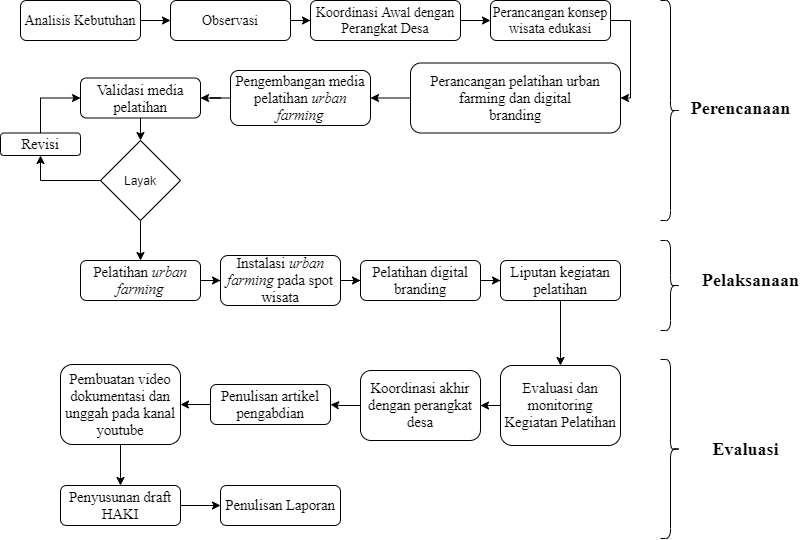 Analisis Kebutuhan
Observasi
Koordinasi Awal dengan
Perangkat Desa
Perancangan konsep
wisata edukasi
Perancangan pelatihan urban
farming dan digital
branding
Pengembangan media
pelatihan urban
farming
Validasi media
pelatihan
Revisi
Layak
Perencanaan
Pelatihan urban
farming
Instalasi urban
farming pada spot
wisata
Pelatihan digital
branding
Liputan kegiatan
pelatihan
Pelaksanaan
Evaluasi dan
monitoring
Kegiatan Pelatihan
Koordinasi akhir
dengan perangkat
desa
Penulisan artikel
pengabdian
Pembuatan video
dokumentasi dan
unggah pada kanal
youtube
Penyusunan draft
HAKI
Penulisan Laporan
Evaluasi